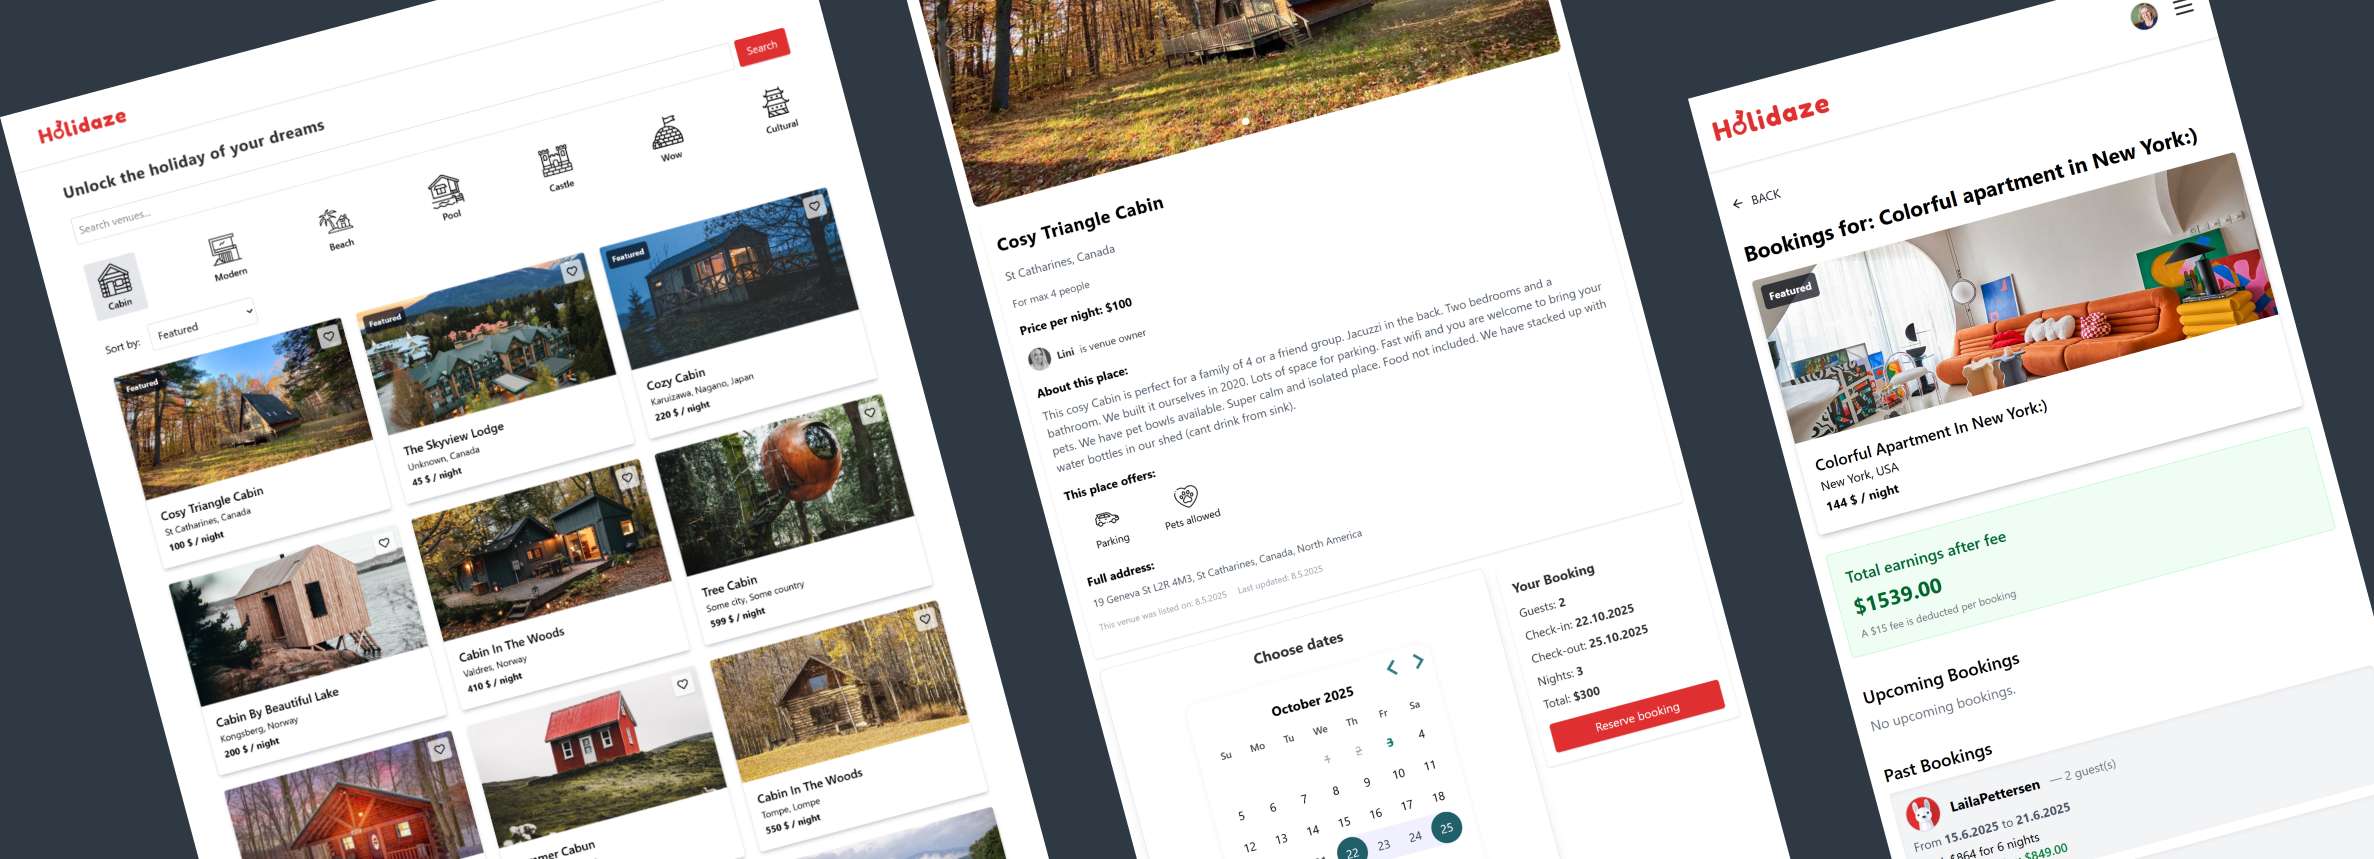 Holidaze
Unlock the holiday of your dreams
Search venues...
Search
Cabin
Modern
Beach
Pool
Castle
Wow
Cultural
Sort by:
Featured
Featured
Cosy Triangle Cabin
St Catharines, Canada
100 $ / night
Featured
The Skyview Lodge
Unknown, Canada
45 $ / night
Featured
Cozy Cabin
Karuizawa, Nagano, Japan
220 $ / night
Cabin By Beautiful Lake
Kongsberg, Norway
200 $ / night
Cabin In The Woods
Valdres, Norway
410 $ / night
Tree Cabin
Some city, Some country
599 $ / night
mmer Cabun
Cabin In The Woods
Tompe, Lompe
550 $ / night
Cosy Triangle Cabin
St Catharines, Canada
For max 4 people
Price per night: $100
Lini is venue owner
About this place:
This cosy Cabin is perfect for a family of 4 or a friend group. Jacuzzi in the back. Two bedrooms and a
bathroom. We built it ourselves in 2020. Lots of space for parking. Fast wifi and you are welcome to bring your
pets. We have pet bowls available. Super calm and isolated place. Food not included. We have stacked up with
water bottles in our shed (cant drink from sink).
This place offers:
Parking
Pets allowed
Full address:
19 Geneva St L2R 4M3, St Catharines, Canada, North America
This venue was listed on: 8.5.2025 Last updated: 8.5.2025
Choose dates
October 2025
Su Mo Tu We Th Fr Sa
1 2 3 4
5 6 7 8 9 10 11
12 13 14 15 16 17 18
22 23 24 25
Your Booking
Guests: 2
Check-in: 22.10.2025
Check-out: 25.10.2025
Nights: 3
Total: $300
Reserve booking
Holidaze
BACK
Bookings for: Colorful apartment in New York:)
Featured
Colorful Apartment In New York:)
New York, USA
144 $ / night
Total earnings after fee
$1539.00
A $15 fee is deducted per booking
Upcoming Bookings
No upcoming bookings.
Past Bookings
LailaPettersen — 2 guest(s)
From 15.6.2025 to 21.6.2025
$864 for 6 nights
$849.00